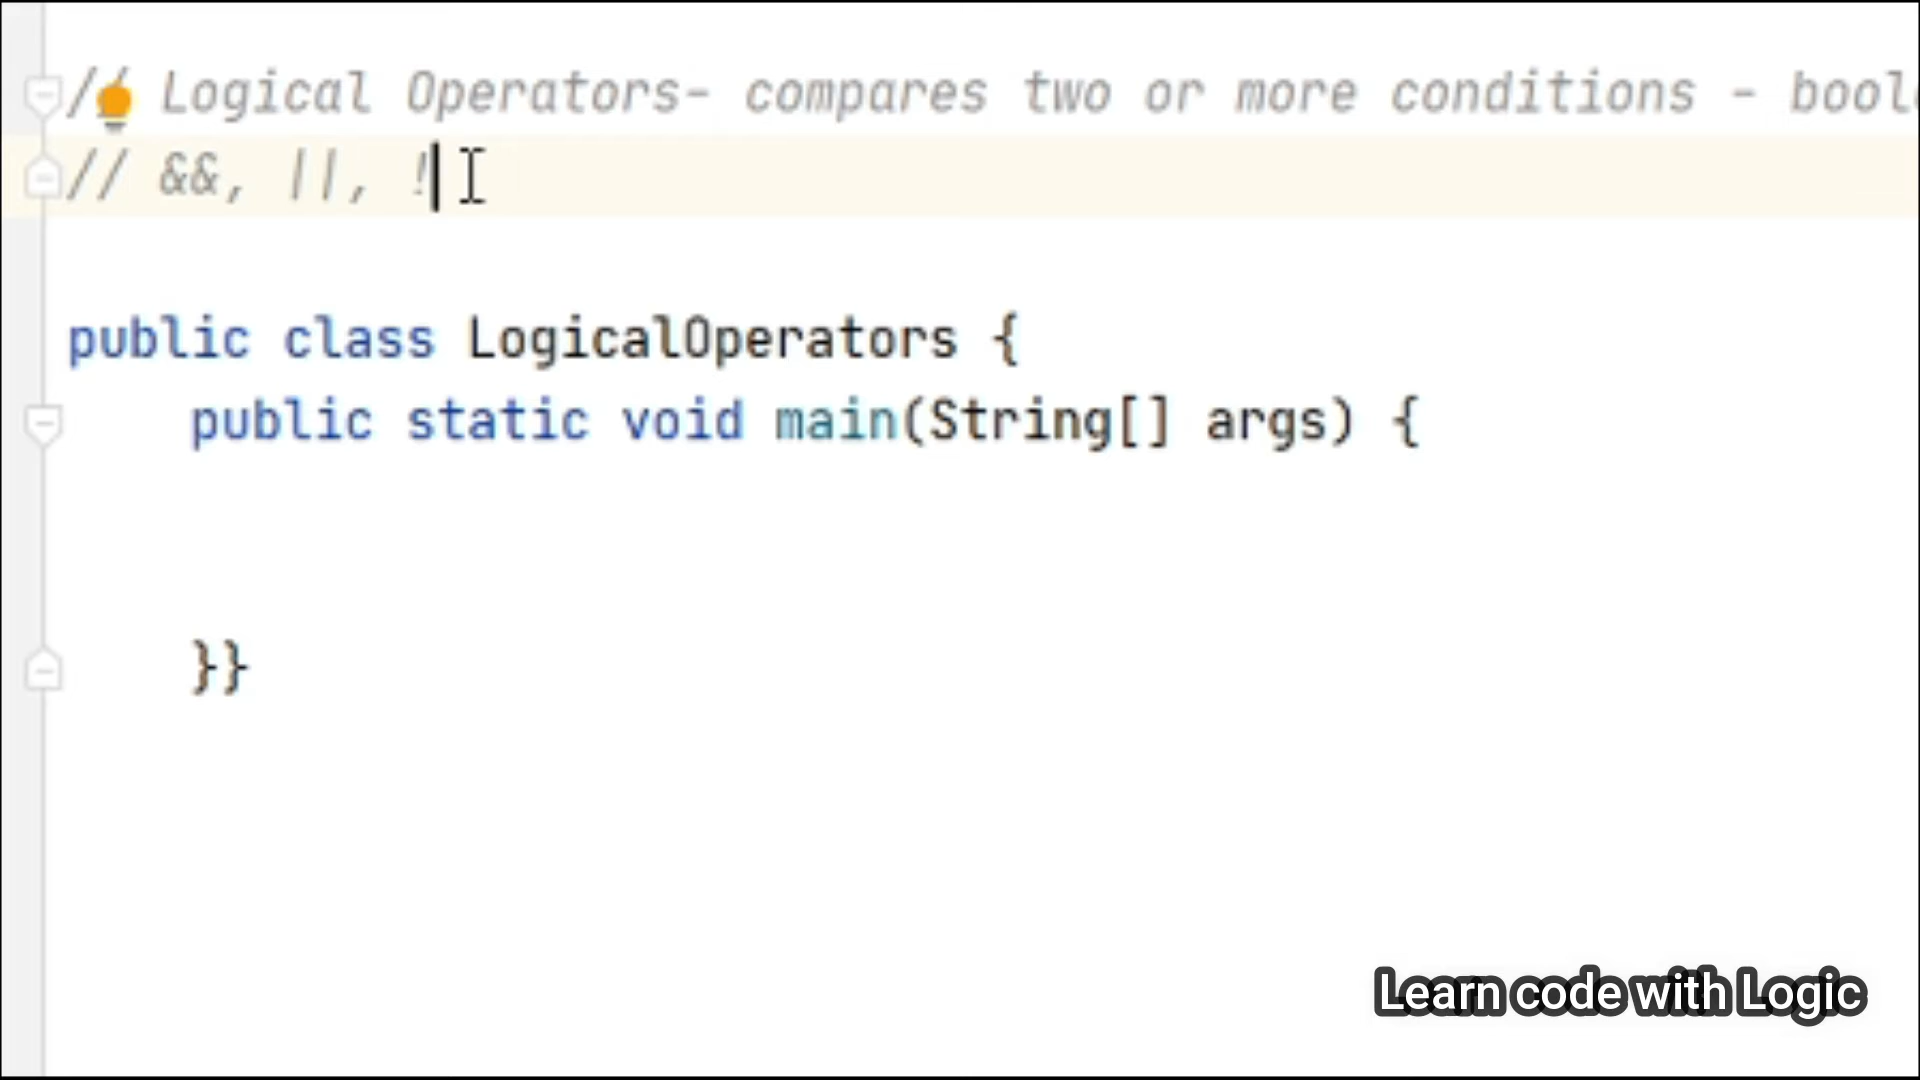 // Logical Operators- compares two or more conditions -
// &&, ||, !
public class LogicalOperators {
public static void main(String[] args) {
}}
Learn code with Logic